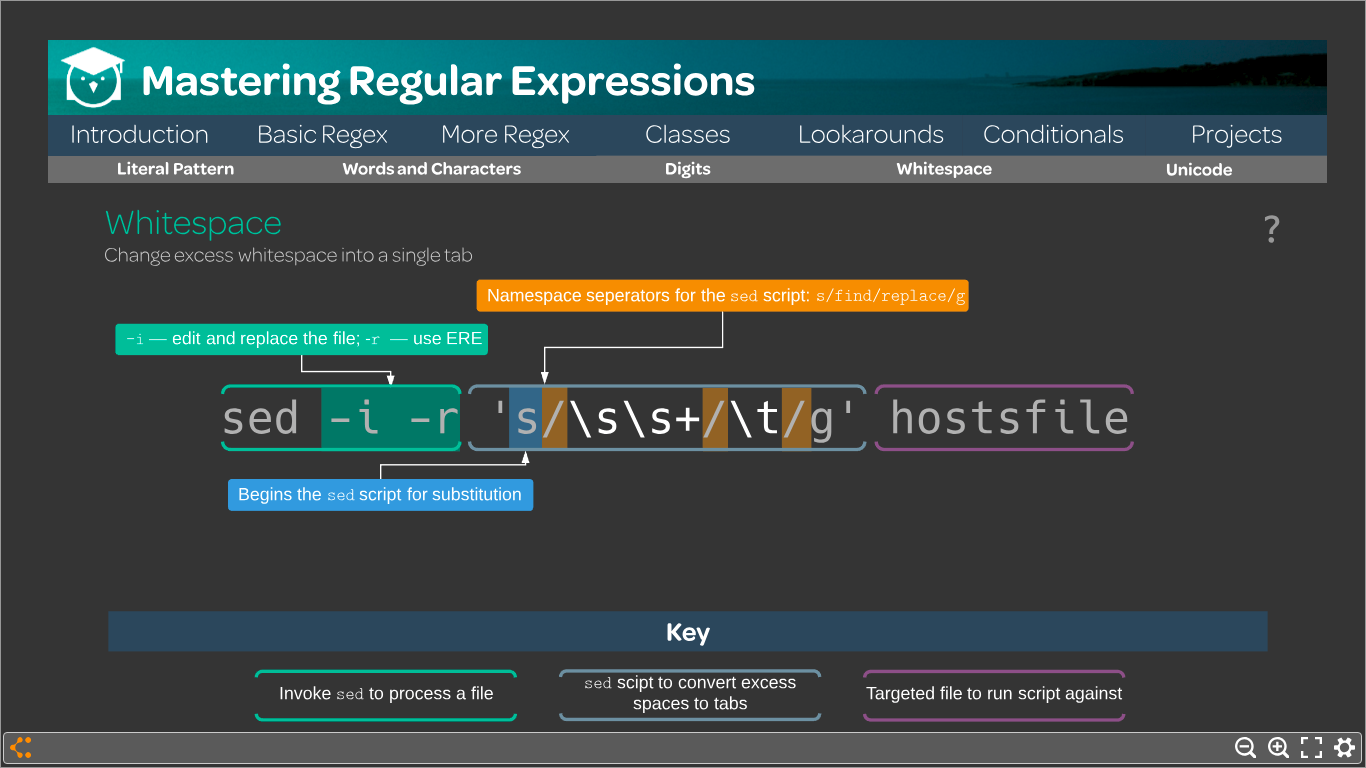 Mastering Regular Expressions
Introduction Basic Regex More Regex Classes Lookarounds Conditionals Projects
Literal Pattern Words and Characters Digits Whitespace Unicode
Whitespace
?
Change excess whitespace into a single tab
Namespace seperators for the sed script: s/find/replace/g
-i — edit and replace the file; -r — use ERE
sed -i -r 's/\s\s+/\t/g' hostsfile
Begins the sed script for substitution
Key
Invoke sed to process a file
sed scipt to convert excess
spaces to tabs
Targeted file to run script against